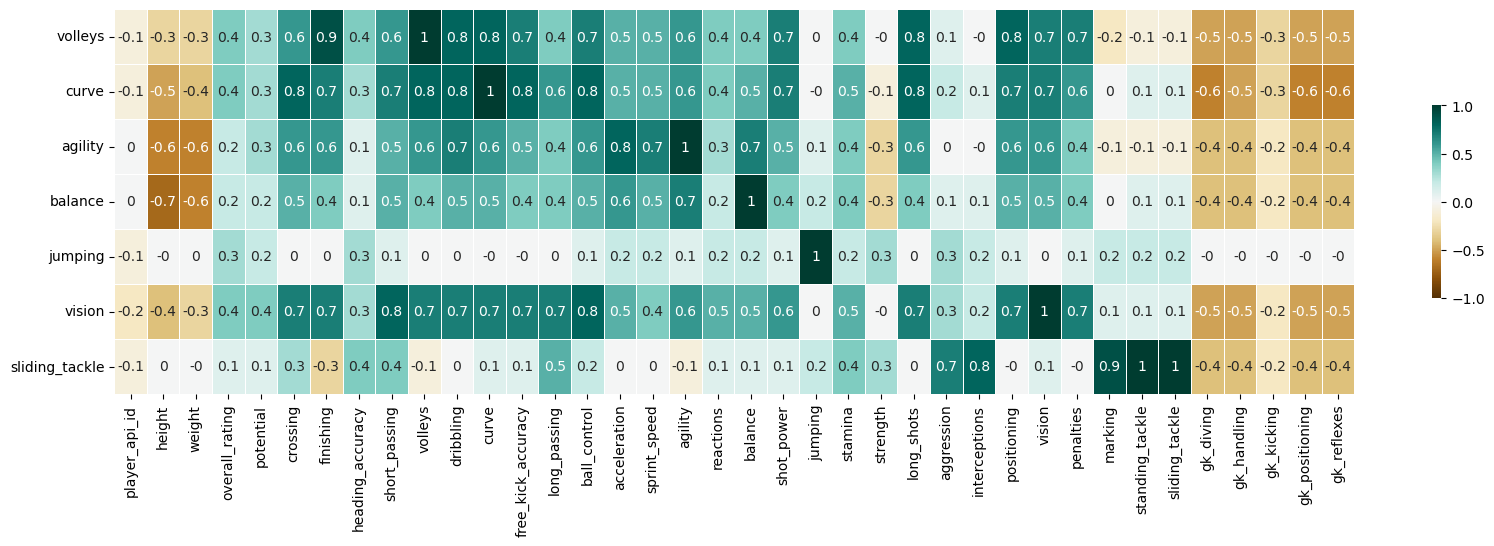 volleys -0.1 -0.3 -0.3 0.4 0.3 0.6 0.9 0.4 0.6 1 0.8 0.8 0.7 0.4 0.7 0.5 0.5 0.6 0.4 0.4 0.7 0 0.4 -0 0.8 0.1 -0 0.8 0.7 0.7 -0.2 -0.1 -0.1 -0.5 -0.5 -0.3 -0.5 -0.5
curve -0.1 -0.5 -0.4 0.4 0.3 0.8 0.7 0.3 0.7 0.8 0.8 1 0.8 0.6 0.8 0.5 0.5 0.6 0.4 0.5 0.7 -0 0.5 -0.1 0.8 0.2 0.1 0.7 0.7 0.6 0 0.1 0.1 -0.6 -0.5 -0.3 -0.6 -0.6
agility 0 -0.6 -0.6 0.2 0.3 0.6 0.6 0.1 0.5 0.6 0.7 0.6 0.5 0.4 0.6 0.8 0.7 1 0.3 0.7 0.5 0.1 0.4 -0.3 0.6 0 -0 0.6 0.6 0.4 -0.1 -0.1 -0.1 -0.4 -0.4 -0.2 -0.4 -0.4
balance 0 -0.7 -0.6 0.2 0.2 0.5 0.4 0.1 0.5 0.4 0.5 0.5 0.4 0.4 0.5 0.6 0.5 0.7 0.2 1 0.4 0.2 0.4 -0.3 0.4 0.1 0.1 0.5 0.5 0.4 0 0.1 0.1 -0.4 -0.4 -0.2 -0.4 -0.4
jumping -0.1 -0 0 0.3 0.2 0 0 0.3 0.1 0 0.1 -0 -0 0 0.1 0.2 0.2 0.1 0.2 0.2 0.1 1 0.2 0.3 0 0.3 0.2 0.1 0 0.1 0.2 0.2 0.2 -0 -0 -0 -0 -0
vision -0.2 -0.4 -0.3 0.4 0.4 0.7 0.7 0.3 0.8 0.7 0.7 0.7 0.7 0.7 0.8 0.5 0.4 0.6 0.5 0.5 0.6 0 0.5 -0 0.7 0.3 0.2 0.7 1 0.7 0.1 0.1 0.1 -0.5 -0.5 -0.2 -0.5 -0.5
sliding_tackle -0.1 0 -0 0.1 0.1 0.3 -0.3 0.4 0.4 -0.1 0 0.1 0.1 0.5 0.2 0 0 -0.1 0.1 0.1 0.1 0.2 0.4 0.3 0 0.7 0.8 -0 0.1 -0 0.9 1 1 -0.4 -0.4 -0.2 -0.4 -0.4
player_api_id
height
weight
overall_rating
potential
crossing
finishing
heading_accuracy
short_passing
volleys
dribbling
curve
free_kick_accuracy
long_passing
ball_control
acceleration
sprint_speed
agility
reactions
balance
shot_power
jumping
stamina
strength
long_shots
aggression
interceptions
positioning
vision
penalties
marking
standing_tackle
sliding_tackle
gk_diving
gk_handling
gk_kicking
gk_positioning
gk_reflexes
1.0
0.5
0.0
−0.5
−1.0